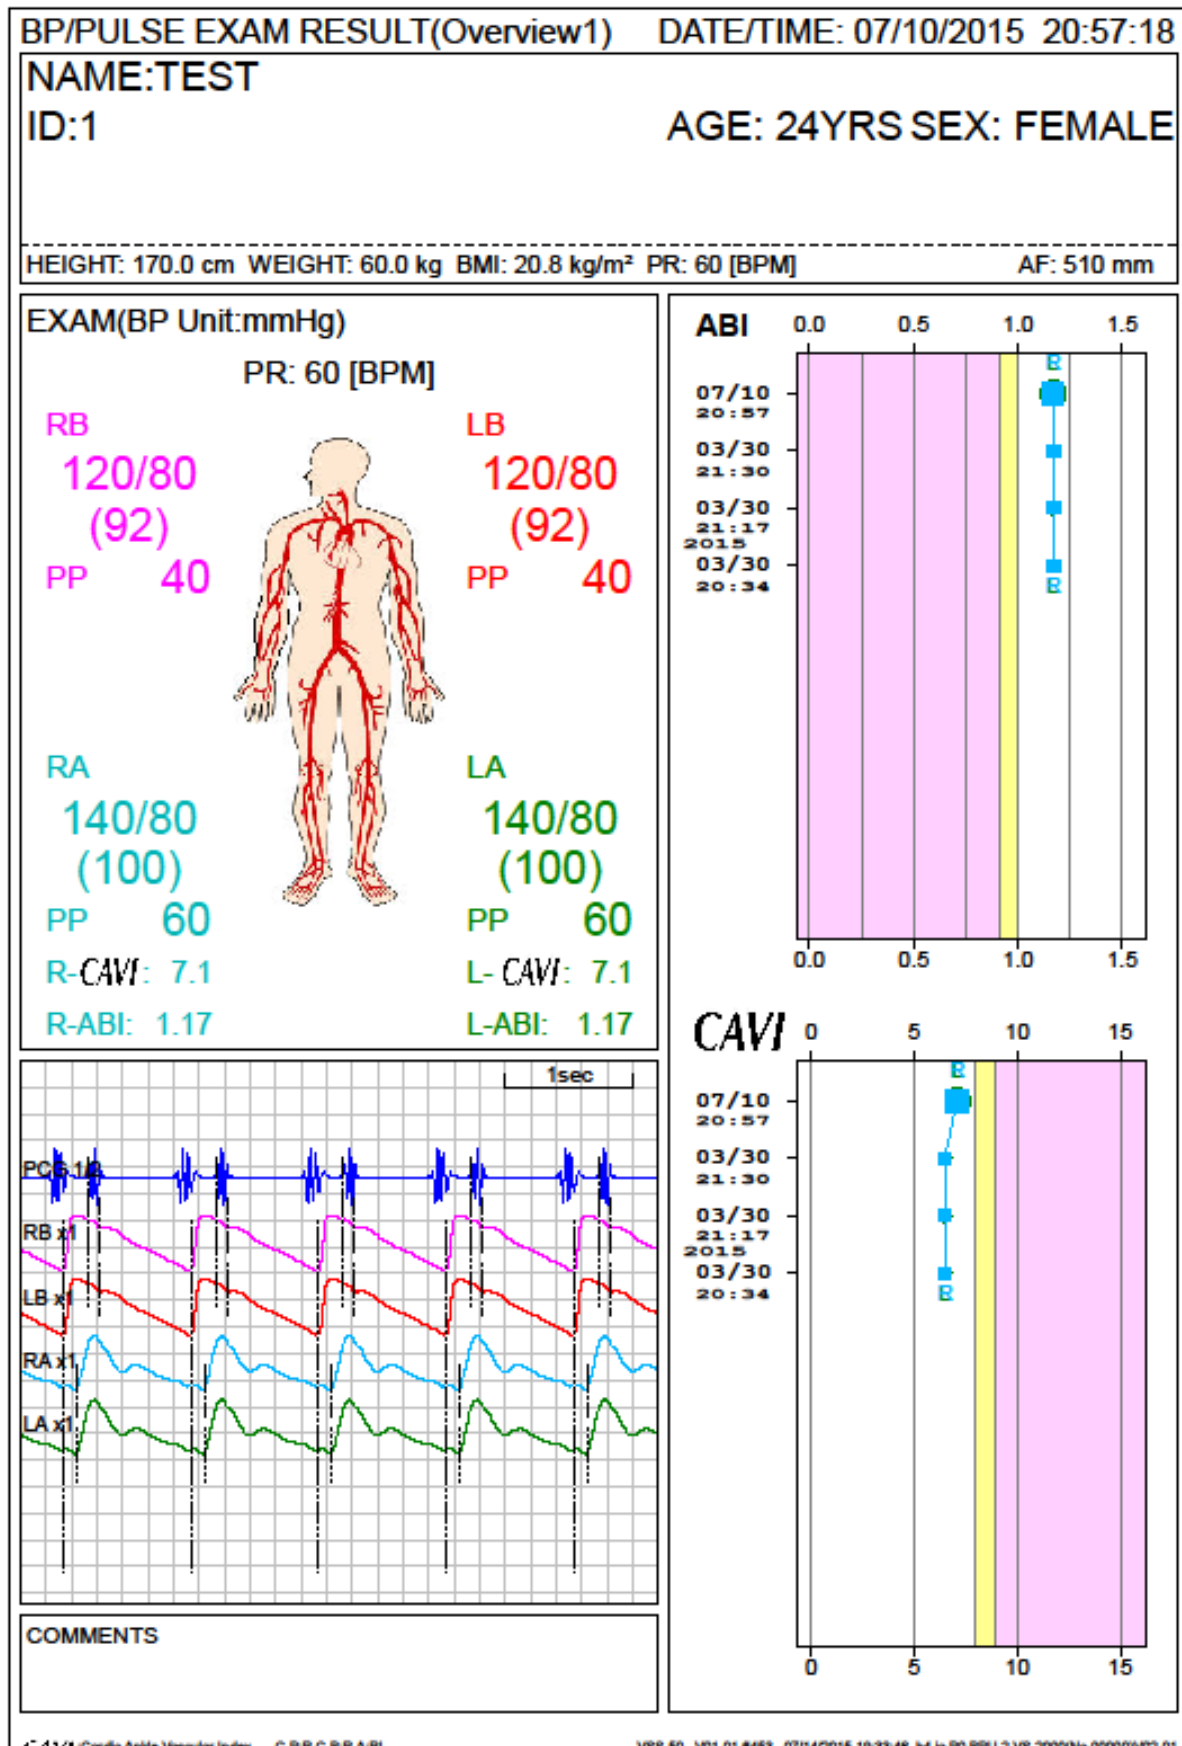 BP/PULSE EXAM RESULT(Overview1) DATE/TIME: 07/10/2015 20:57:18
NAME:TEST
ID:1
AGE: 24YRS SEX: FEMALE
HEIGHT: 170.0 cm WEIGHT: 60.0 kg BMI: 20.8 kg/m² PR: 60 [BPM] AF: 510 mm
EXAM(BP Unit:mmHg)
PR: 60 [BPM]
RB LB
120/80 120/80
(92) (92)
PP 40 PP 40
RA LA
140/80 140/80
(100) (100)
PP 60 PP 60
R-CAVI: 7.1 L-CAVI: 7.1
R-ABI: 1.17 L-ABI: 1.17
1sec
PCG 1/2
RB x1
LB x1
RA x1
LA x1
COMMENTS
ABI 0.0 0.5 1.0 1.5
R
07/10
20:57
03/30
21:30
03/30
21:17
2015
03/30
20:34
R
0.0 0.5 1.0 1.5
CAVI 0 5 10 15
R
07/10
20:57
03/30
21:30
03/30
21:17
2015
03/30
20:34
R
0 5 10 15